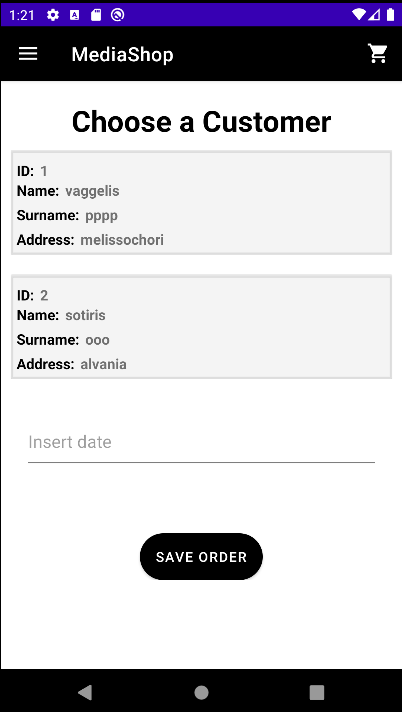 1:21
MediaShop
Choose a Customer
ID: 1
Name: vaggelis
Surname: pppp
Address: melissochori
ID: 2
Name: sotiris
Surname: ooo
Address: alvania
Insert date
SAVE ORDER